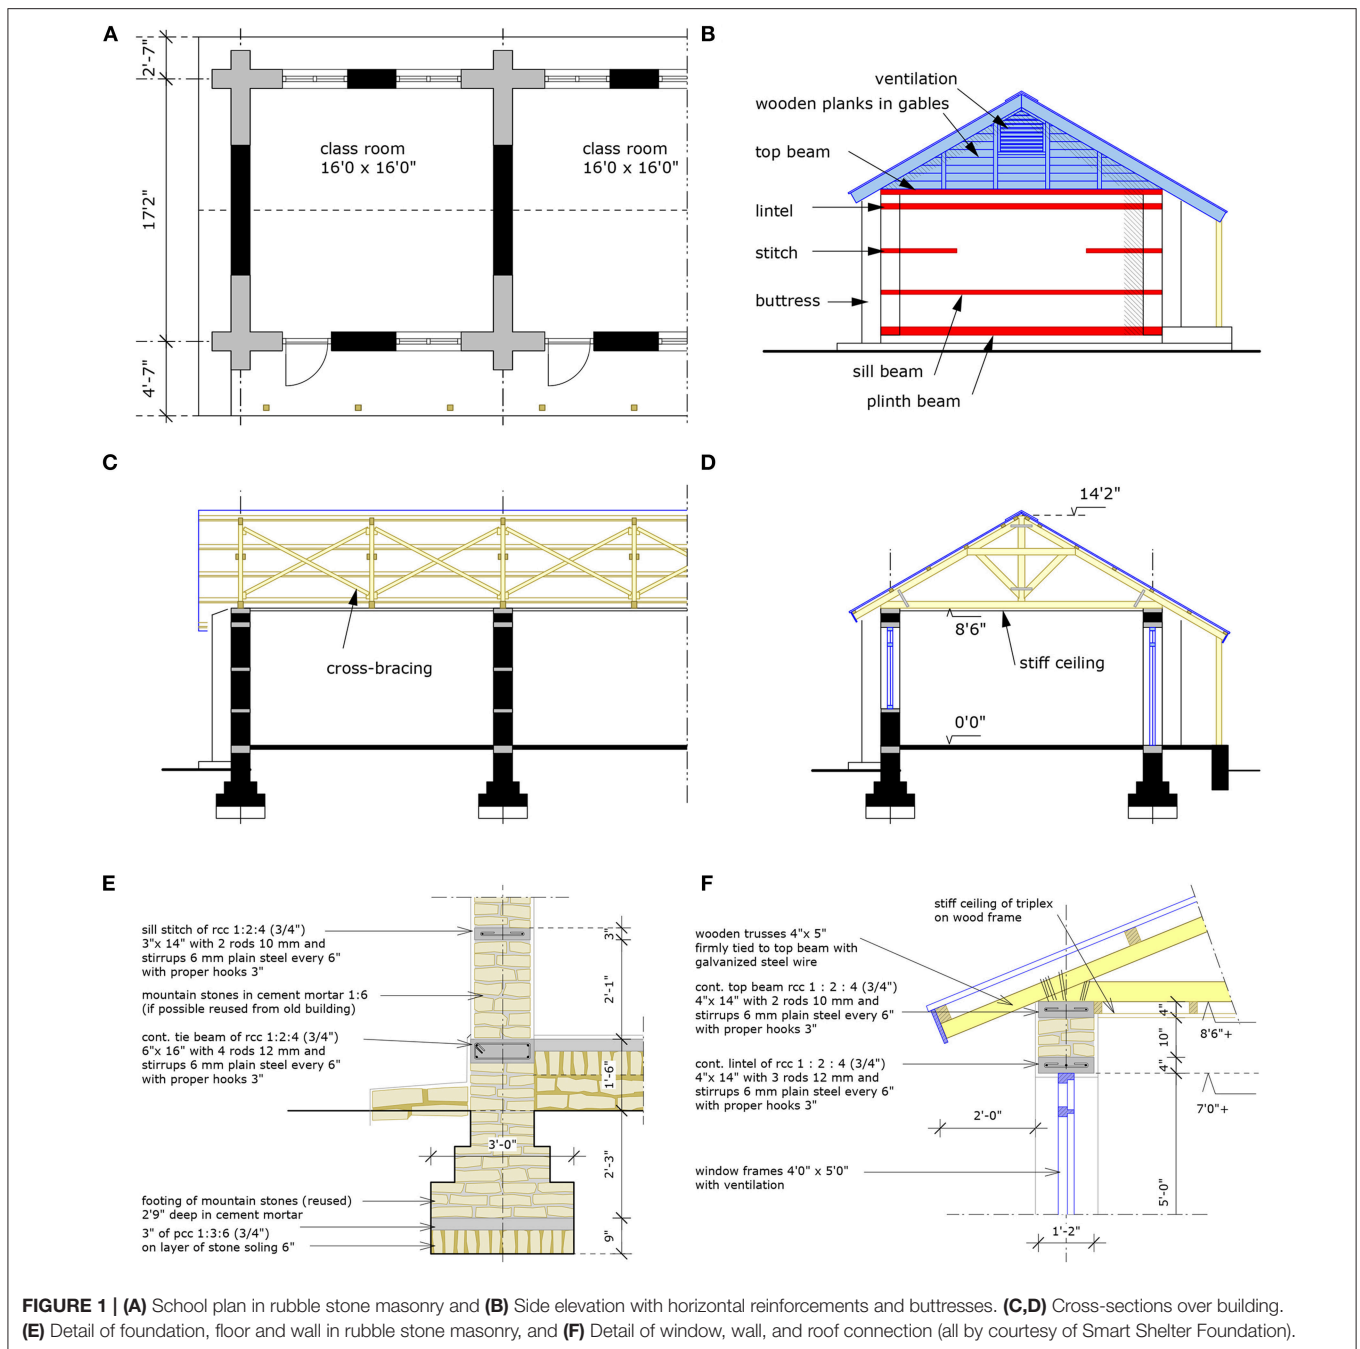 A
2'-7"
17'2"
4'-7"
class room
16'0 x 16'0"
class room
16'0 x 16'0"
B
ventilation
wooden planks in gables
top beam
lintel
stitch
buttress
sill beam
plinth beam
C
cross-bracing
D
14'2"
8'6"
stiff ceiling
0'0"
E
sill stitch of rcc 1:2:4 (3/4")
3"x 14" with 2 rods 10 mm and
stirrups 6 mm plain steel every 6"
with proper hooks 3"
mountain stones in cement mortar 1:6
(if possible reused from old building)
cont. tie beam of rcc 1:2:4 (3/4")
6"x 16" with 4 rods 12 mm and
stirrups 6 mm plain steel every 6"
with proper hooks 3"
footing of mountain stones (reused)
2'9" deep in cement mortar
3" of pcc 1:3:6 (3/4")
on layer of stone soling 6"
3"
2'-1"
1'-6"
3'-0"
2'-3"
9"
F
stiff ceiling of triplex
on wood frame
wooden trusses 4"x 5"
firmly tied to top beam with
galvanized steel wire
cont. top beam rcc 1 : 2 : 4 (3/4")
4"x 14" with 2 rods 10 mm and
stirrups 6 mm plain steel every 6"
with proper hooks 3"
cont. lintel of rcc 1 : 2 : 4 (3/4")
4"x 14" with 3 rods 12 mm and
stirrups 6 mm plain steel every 6"
with proper hooks 3"
window frames 4'0" x 5'0"
with ventilation
4"
10"
4"
8'6"+
7'0"+
2'-0"
5'-0"
1'-2"
FIGURE 1 | (A) School plan in rubble stone masonry and (B) Side elevation with horizontal reinforcements and buttresses. (C,D) Cross-sections over building.
(E) Detail of foundation, floor and wall in rubble stone masonry, and (F) Detail of window, wall, and roof connection (all by courtesy of Smart Shelter Foundation).